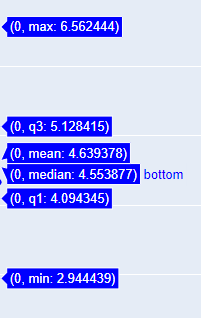 (0, max: 6.562444)
(0, q3: 5.128415)
(0, mean: 4.639378)
(0, median: 4.553877) bottom
(0, q1: 4.094345)
(0, min: 2.944439)